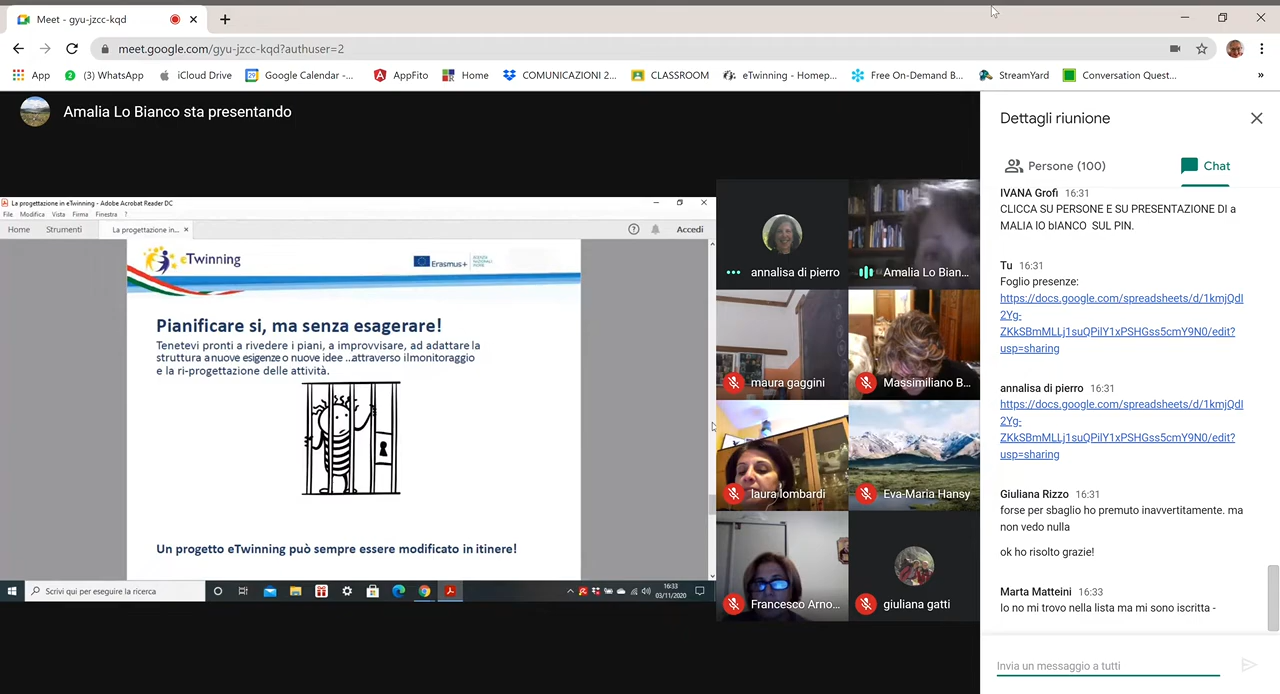 Meet - gyu-jzcc-kqd
meet.google.com/gyu-jzcc-kqd?authuser=2
App
(3) WhatsApp
iCloud Drive
Google Calendar -...
AppFito
Home
COMUNICAZIONI 2...
CLASSROOM
eTwinning - Homep...
Free On-Demand B...
StreamYard
Conversation Quest...
»
Amalia Lo Bianco sta presentando
La progettazione in eTwinning - Adobe Acrobat Reader DC
File Modifica Vista Firma Finestra ?
Home Strumenti La progettazione in... Accedi
eTwinning
Erasmus+
Pianificare si, ma senza esagerare!
Tenetevi pronti a rivedere i piani, a improvvisare, ad adattare la
struttura a nuove esigenze o nuove idee ..attraverso ilmonitoraggio
e la ri-progettazione delle attività.
Un progetto eTwinning può sempre essere modificato in itinere!
Scrivi qui per eseguire la ricerca
16:33
03/11/2020
annalisa di pierro
Amalia Lo Bian...
maura gaggini
Massimiliano B...
laura lombardi
Eva-Maria Hansy
Francesco Arno...
giuliana gatti
Dettagli riunione
Persone (100)
Chat
IVANA Grofi 16:31
CLICCA SU PERSONE E SU PRESENTAZIONE DI a
MALIA lO bIANCO SUL PIN.
Tu 16:31
Foglio presenze:
https://docs.google.com/spreadsheets/d/1kmjQdI
2Yg-
ZKkSBmMLLj1suQPilY1xPSHGss5cmY9N0/edit?
usp=sharing
annalisa di pierro 16:31
https://docs.google.com/spreadsheets/d/1kmjQdI
2Yg-
ZKkSBmMLLj1suQPilY1xPSHGss5cmY9N0/edit?
usp=sharing
Giuliana Rizzo 16:31
forse per sbaglio ho premuto inavvertitamente. ma
non vedo nulla
ok ho risolto grazie!
Marta Matteini 16:33
Io no mi trovo nella lista ma mi sono iscritta -
Invia un messaggio a tutti